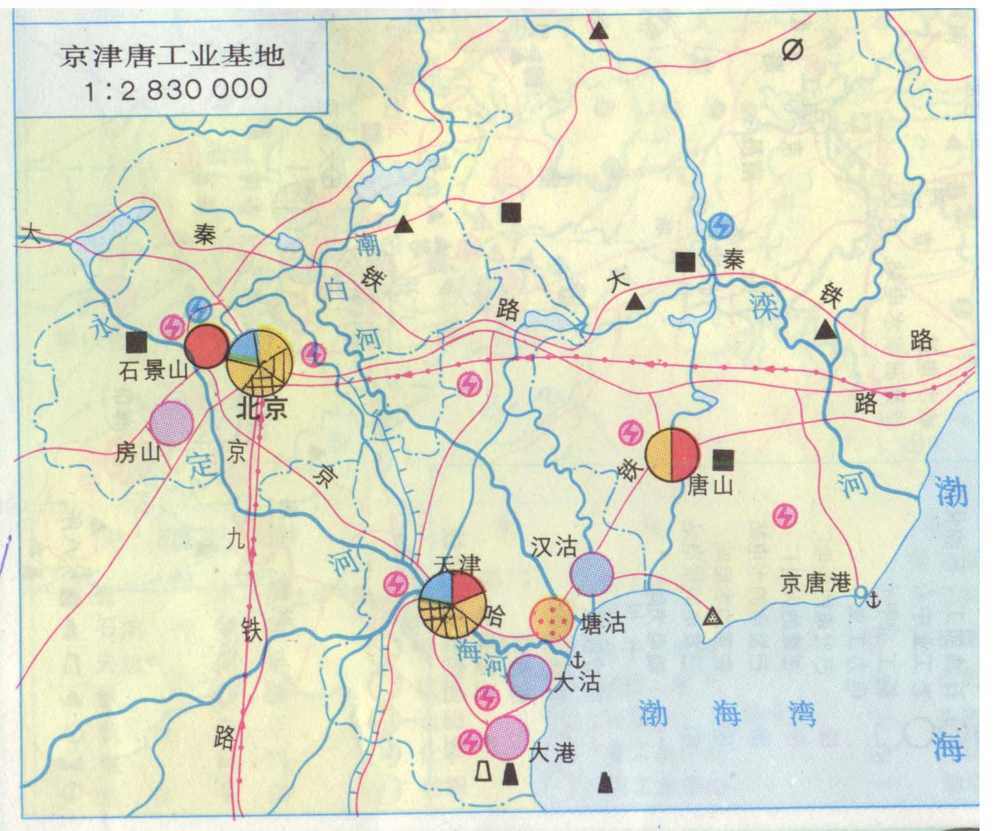 京津唐工业基地
1:2 830 000
大秦铁路
大秦铁路
潮白河
永定河
滦河
石景山
北京
房山
京九铁路
京哈铁路
唐山
汉沽
天津
塘沽
海河
大沽
大港
京唐港
渤海湾
渤海